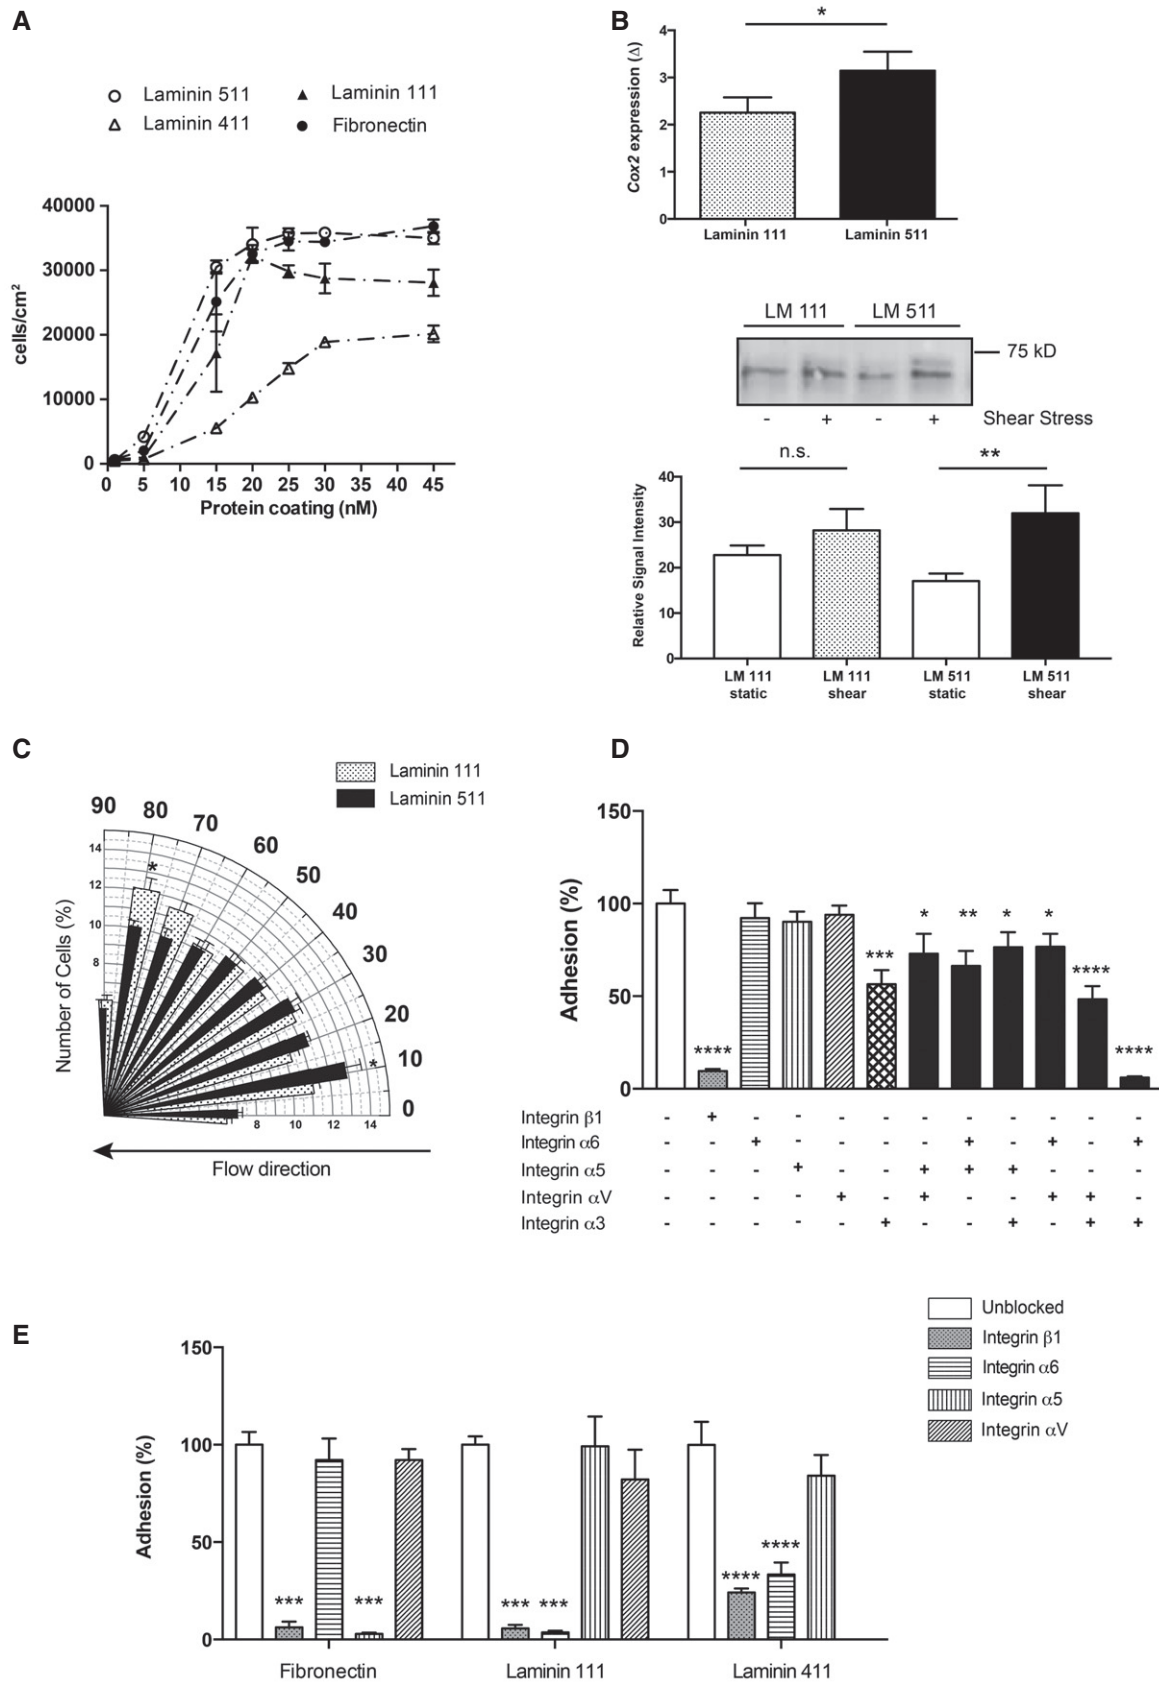 A
Laminin 511
Laminin 111
Laminin 411
Fibronectin
40000
30000
20000
10000
0
cells/cm²
0 5 10 15 20 25 30 35 40 45
Protein coating (nM)
B
*
4
3
2
1
0
Cox2 expression (Δ)
Laminin 111
Laminin 511
LM 111
LM 511
75 kD
- + - + Shear Stress
n.s.
**
40
30
20
10
0
Relative Signal Intensity
LM 111 static
LM 111 shear
LM 511 static
LM 511 shear
C
Laminin 111
Laminin 511
90 80 70 60 50 40 30 20 10 0
14
12
10
8
*
*
8 10 12 14
Number of Cells (%)
Flow direction
D
150
100
50
0
Adhesion (%)
**** *** * ** * * **** ****
Integrin β1 - + - - - - - - - - - -
Integrin α6 - - + - - - - + - + - +
Integrin α5 - - - + - - + + + - - -
Integrin αV - - - - + - + - - + + -
Integrin α3 - - - - - + - - + - + +
E
Unblocked
Integrin β1
Integrin α6
Integrin α5
Integrin αV
150
100
50
0
Adhesion (%)
*** *** *** *** **** ****
Fibronectin
Laminin 111
Laminin 411